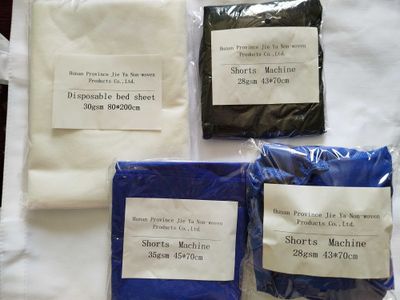 Hunan Province Jie Ya Non-woven
Products Co.,Ltd.
Disposable bed sheet
30gsm 80*200cm
Hunan Province Jie Ya Non-woven
Products Co.,Ltd.
Shorts Machine
28gsm 43*70cm
Hunan Province Jie Ya Non-woven
Products Co.,Ltd.
Shorts Machine
35gsm 45*70cm
Hunan Province Jie Ya Non-woven
Products Co.,Ltd.
Shorts Machine
28gsm 43*70cm